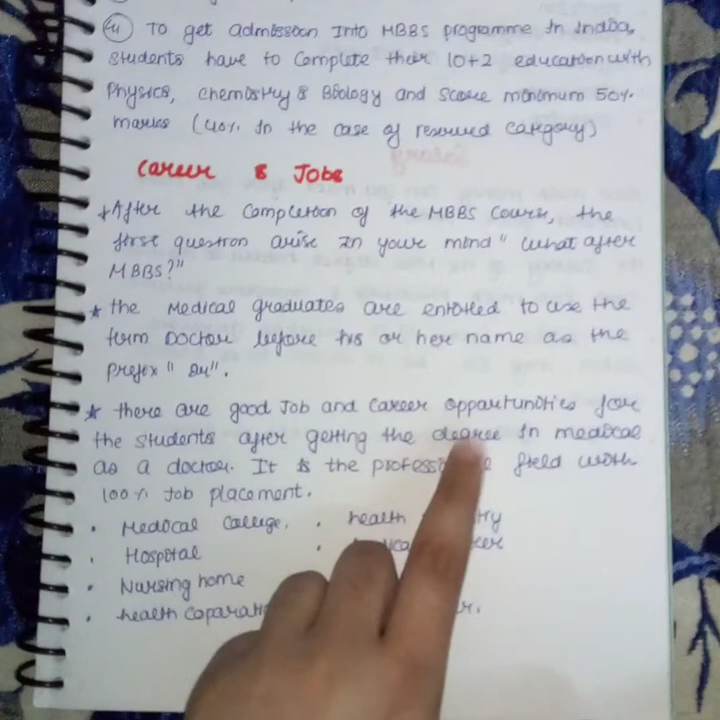 4) To get admission Into MBBS programme In India,
students have to Complete their 10+2 education with
Physics, chemistry & Biology and Score minimum 50%
marks (40% In the case of reserved category)
Career & Jobs
* After the Completion of the MBBS Course, the
first question arise In your mind "what after
MBBS?"
* the Medical graduates are entitled to use the
term Doctor before his or her name as the
prefix " Dr".
* there are good Job and Career opportunities for
the students after getting the degree In medical
as a doctor. It is the field with
100% Job placement.
• Medical College. • health
• Hospital •
• Nursing home
• health